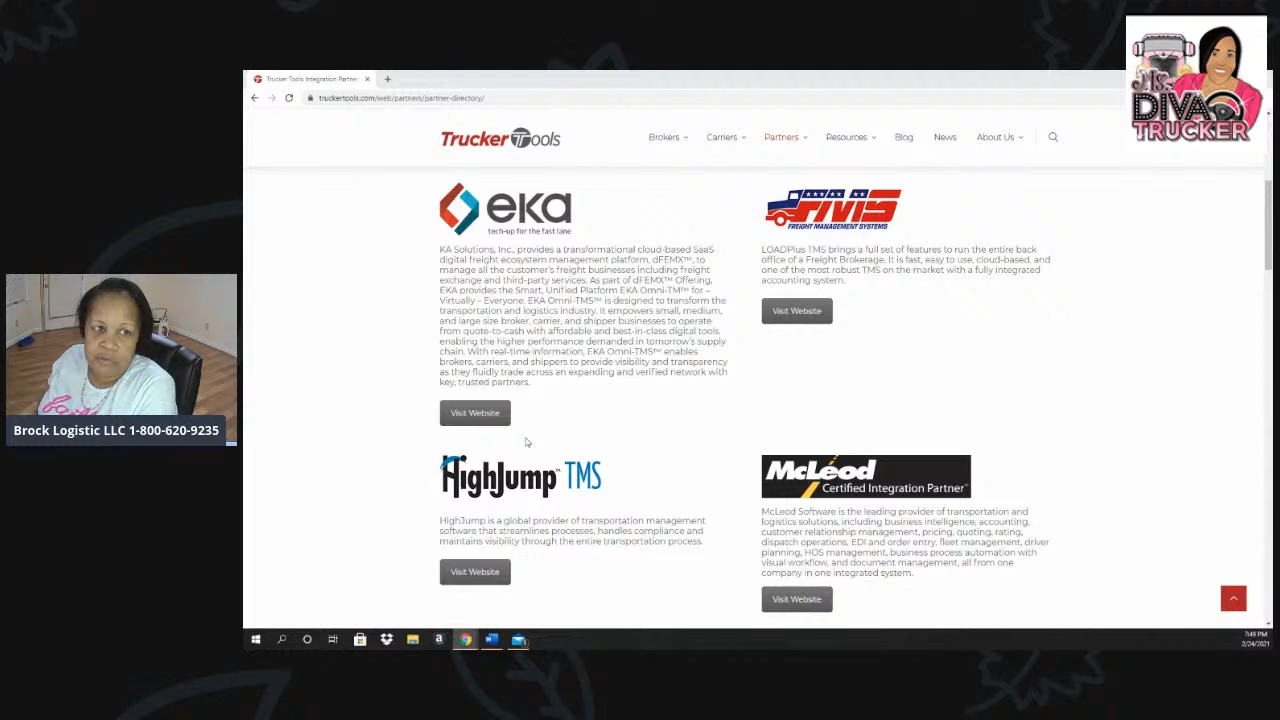 Trucker Tools Integration Partner
truckertools.com/web/partners/partner-directory/
Ms.
DIVA
TRUCKER
TruckerTools
Brokers
Carriers
Partners
Resources
Blog
News
About Us
eka
tech-up for the fast lane
KA Solutions, Inc., provides a transformational cloud-based SaaS
digital freight ecosystem management platform, dFEMX™, to
manage all the customer's freight businesses including freight
exchange and third-party services. As part of dFEMX™ Offering,
EKA provides the Smart, Unified Platform EKA Omni-TM™ for –
Virtually – Everyone. EKA Omni-TMS™ is designed to transform the
transportation and logistics industry. It empowers small, medium,
and large size broker, carrier, and shipper businesses to operate
from quote-to-cash with affordable and best-in-class digital tools,
enabling the higher performance demanded in tomorrow's supply
chain. With real-time information, EKA Omni-TMS™ enables
brokers, carriers, and shippers to provide visibility and transparency
as they fluidly trade across an expanding and verified network with
key, trusted partners.
Visit Website
FMS
FREIGHT MANAGEMENT SYSTEMS
LOADPlus TMS brings a full set of features to run the entire back
office of a Freight Brokerage. It is fast, easy to use, cloud-based, and
one of the most robust TMS on the market with a fully integrated
accounting system.
Visit Website
Brock Logistic LLC 1-800-620-9235
HighJump™ TMS
HighJump is a global provider of transportation management
software that streamlines processes, handles compliance and
maintains visibility through the entire transportation process.
Visit Website
McLeod
Certified Integration Partner™
McLeod Software is the leading provider of transportation and
logistics solutions, including business intelligence, accounting,
customer relationship management, pricing, quoting, rating,
dispatch operations, EDI and order entry, fleet management, driver
planning, HOS management, business process automation with
visual workflow, and document management, all from one
company in one integrated system.
Visit Website
7:49 PM
2/24/2021